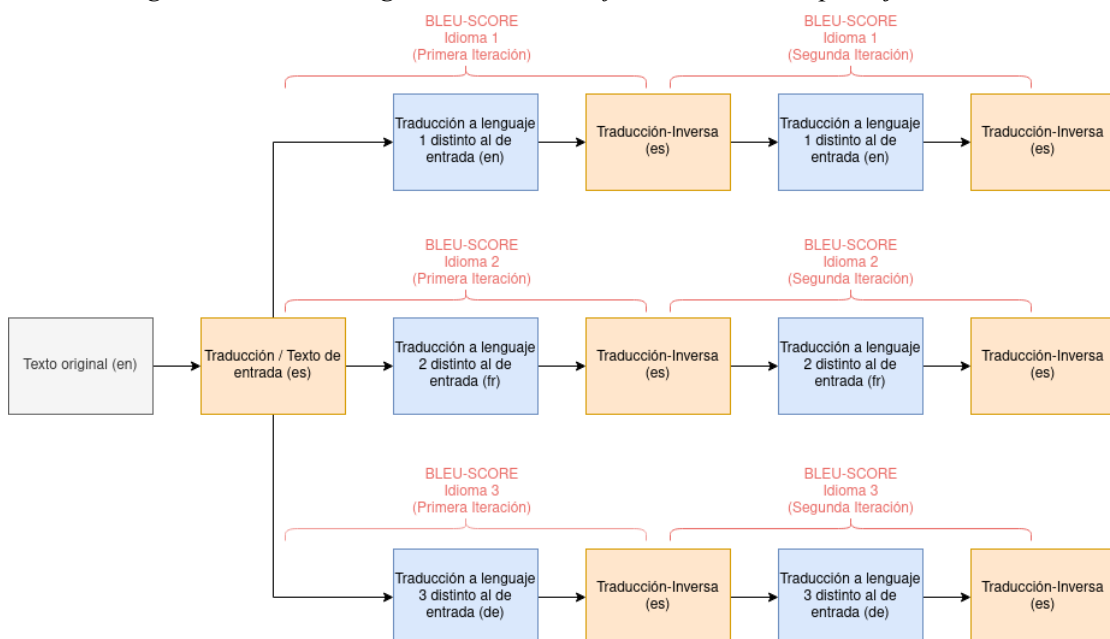 BLEU-SCORE
Idioma 1
(Primera Iteración)
BLEU-SCORE
Idioma 1
(Segunda Iteración)
Traducción a lenguaje
1 distinto al de
entrada (en)
Traducción-Inversa
(es)
Traducción a lenguaje
1 distinto al de
entrada (en)
Traducción-Inversa
(es)
BLEU-SCORE
Idioma 2
(Primera Iteración)
BLEU-SCORE
Idioma 2
(Segunda Iteración)
Texto original (en)
Traducción / Texto de
entrada (es)
Traducción a lenguaje
2 distinto al de
entrada (fr)
Traducción-Inversa
(es)
Traducción a lenguaje
2 distinto al de
entrada (fr)
Traducción-Inversa
(es)
BLEU-SCORE
Idioma 3
(Primera Iteración)
BLEU-SCORE
Idioma 3
(Segunda Iteración)
Traducción a lenguaje
3 distinto al de
entrada (de)
Traducción-Inversa
(es)
Traducción a lenguaje
3 distinto al de
entrada (de)
Traducción-Inversa
(es)